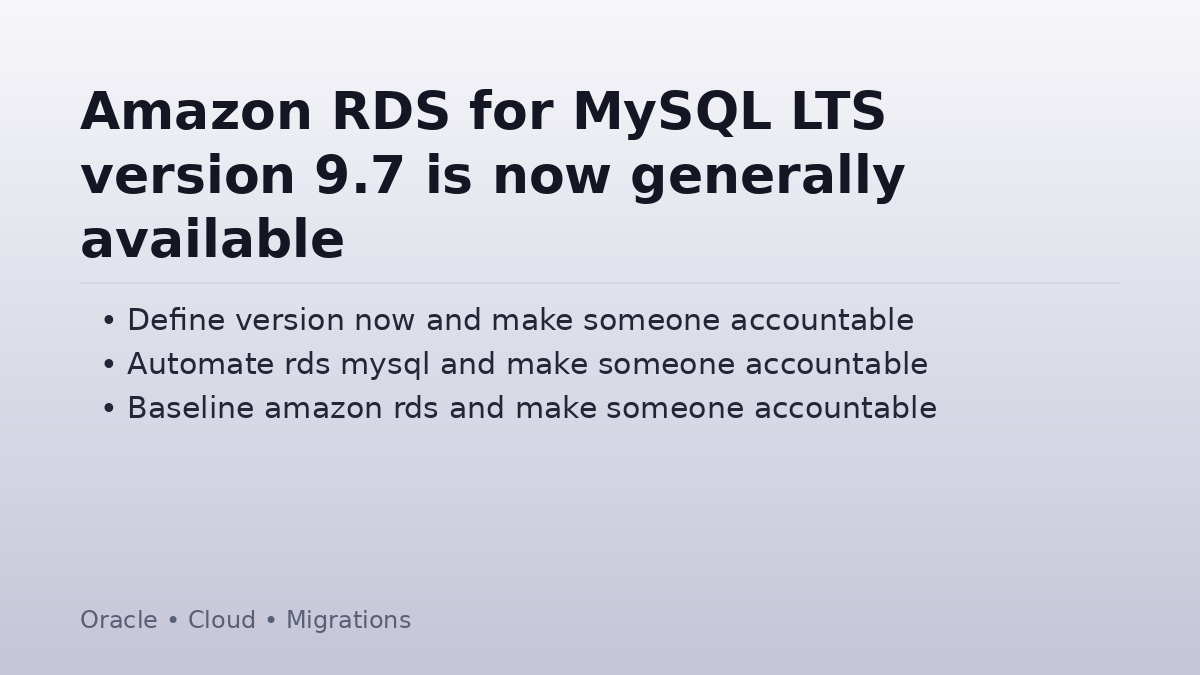 Amazon RDS for MySQL LTS
version 9.7 is now generally
available
• Define version now and make someone accountable
• Automate rds mysql and make someone accountable
• Baseline amazon rds and make someone accountable
Oracle • Cloud • Migrations